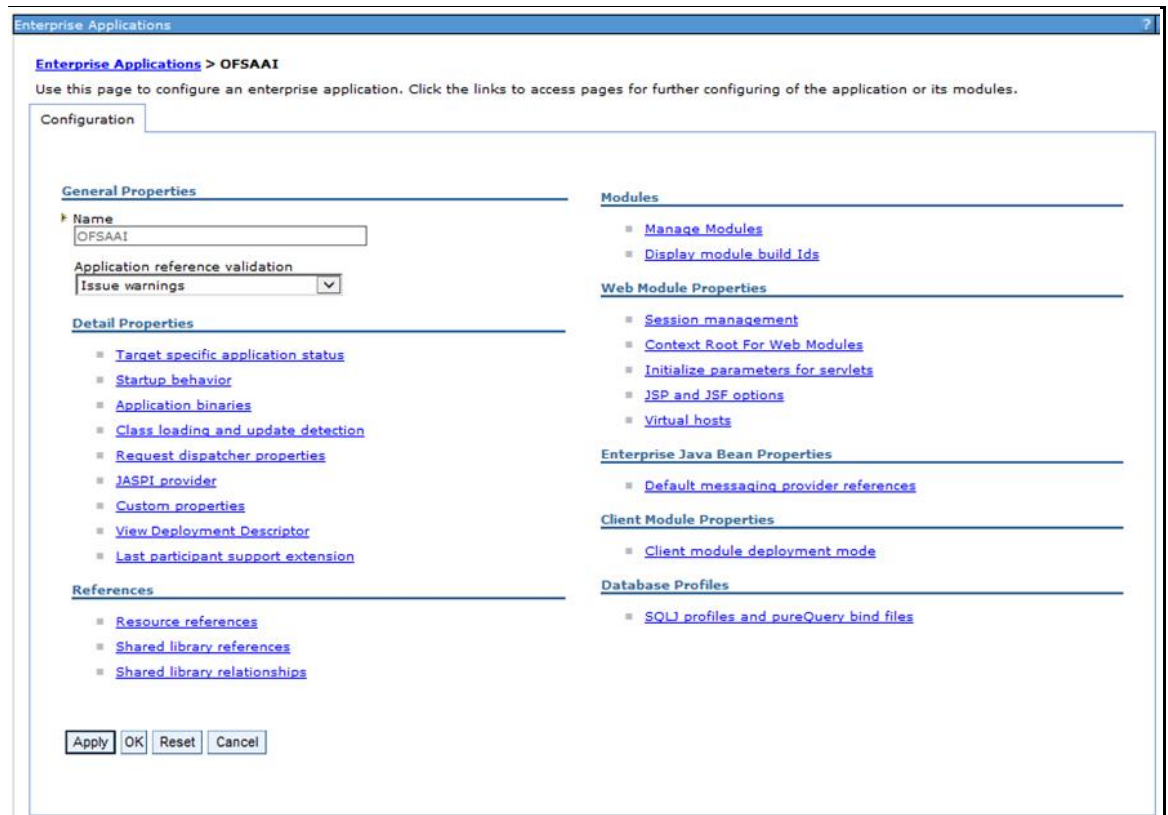 Enterprise Applications
?
Enterprise Applications > OFSAAI
Use this page to configure an enterprise application. Click the links to access pages for further configuring of the application or its modules.
Configuration
General Properties
Name
OFSAAI
Application reference validation
Issue warnings
Detail Properties
Target specific application status
Startup behavior
Application binaries
Class loading and update detection
Request dispatcher properties
JASPI provider
Custom properties
View Deployment Descriptor
Last participant support extension
References
Resource references
Shared library references
Shared library relationships
Modules
Manage Modules
Display module build Ids
Web Module Properties
Session management
Context Root For Web Modules
Initialize parameters for servlets
JSP and JSF options
Virtual hosts
Enterprise Java Bean Properties
Default messaging provider references
Client Module Properties
Client module deployment mode
Database Profiles
SQLJ profiles and pureQuery bind files
Apply OK Reset Cancel